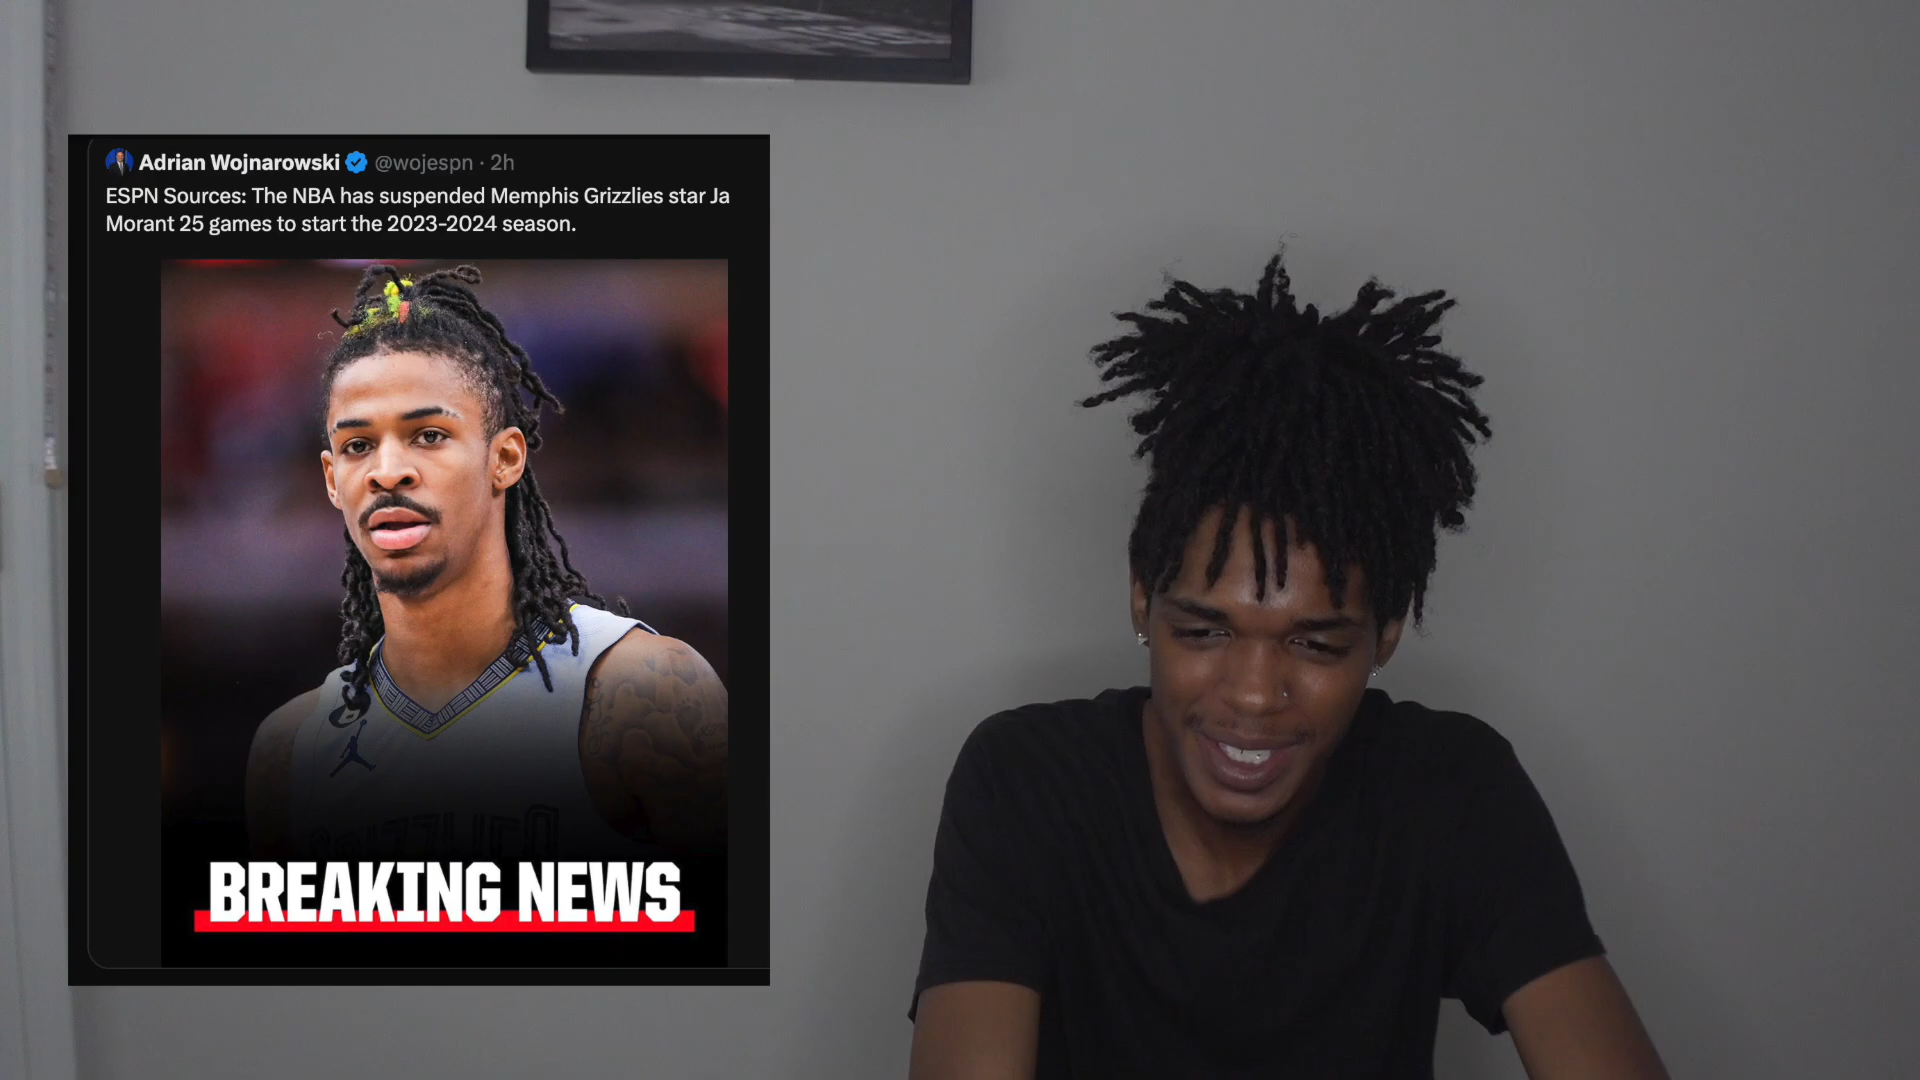 Adrian Wojnarowski @wojespn · 2h
ESPN Sources: The NBA has suspended Memphis Grizzlies star Ja
Morant 25 games to start the 2023-2024 season.
BREAKING NEWS